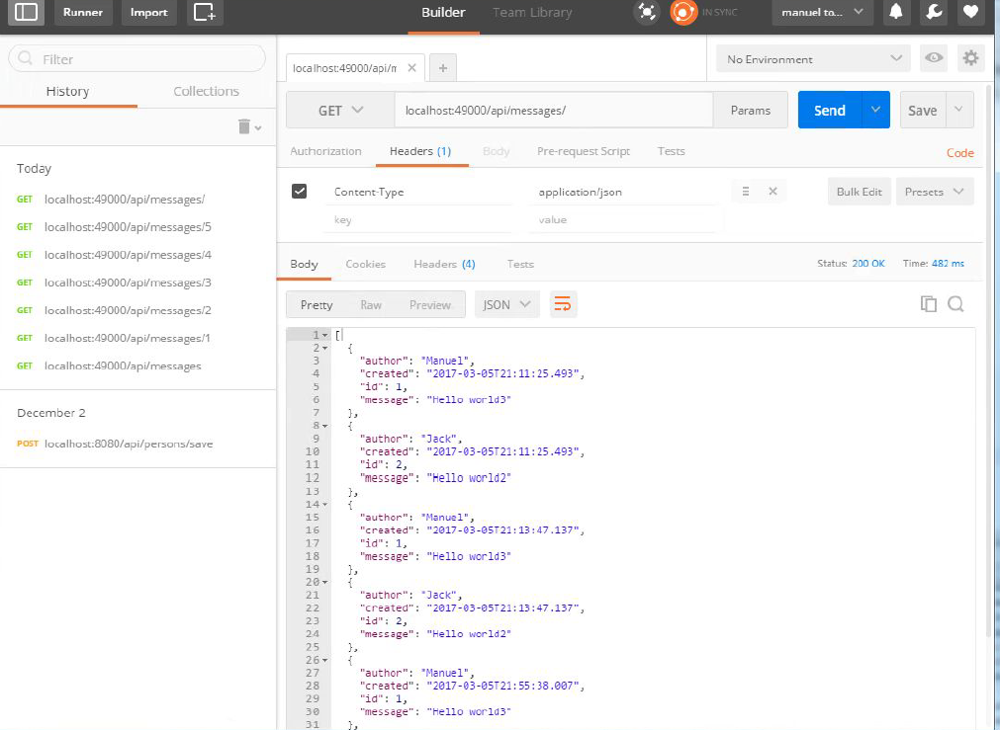 Runner Import Builder Team Library IN SYNC manuel to...
Filter
History Collections
Today
GET localhost:49000/api/messages/
GET localhost:49000/api/messages/5
GET localhost:49000/api/messages/4
GET localhost:49000/api/messages/3
GET localhost:49000/api/messages/2
GET localhost:49000/api/messages/1
GET localhost:49000/api/messages
December 2
POST localhost:8080/api/persons/save
localhost:49000/api/m
No Environment
GET localhost:49000/api/messages/ Params Send Save
Authorization Headers (1) Body Pre-request Script Tests Code
Content-Type application/json Bulk Edit Presets
key value
Body Cookies Headers (4) Tests Status: 200 OK Time: 482 ms
Pretty Raw Preview JSON
1 [
2 {
3 "author": "Manuel",
4 "created": "2017-03-05T21:11:25.493",
5 "id": 1,
6 "message": "Hello world3"
7 },
8 {
9 "author": "Jack",
10 "created": "2017-03-05T21:11:25.493",
11 "id": 2,
12 "message": "Hello world2"
13 },
14 {
15 "author": "Manuel",
16 "created": "2017-03-05T21:13:47.137",
17 "id": 1,
18 "message": "Hello world3"
19 },
20 {
21 "author": "Jack",
22 "created": "2017-03-05T21:13:47.137",
23 "id": 2,
24 "message": "Hello world2"
25 },
26 {
27 "author": "Manuel",
28 "created": "2017-03-05T21:55:38.007",
29 "id": 1,
30 "message": "Hello world3"
31 },